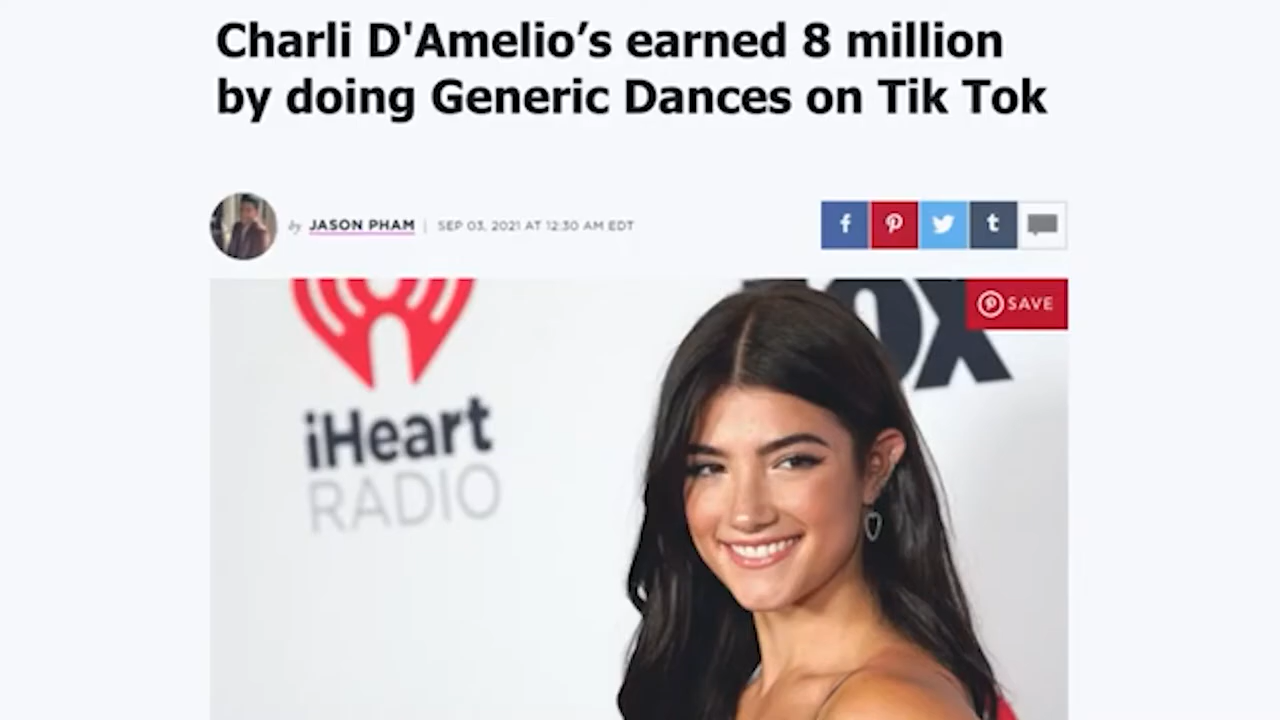 Charli D'Amelio’s earned 8 million
by doing Generic Dances on Tik Tok
by JASON PHAM | SEP 03, 2021 AT 12:30 AM EDT
f t
SAVE
iHeart
RADIO
FOX